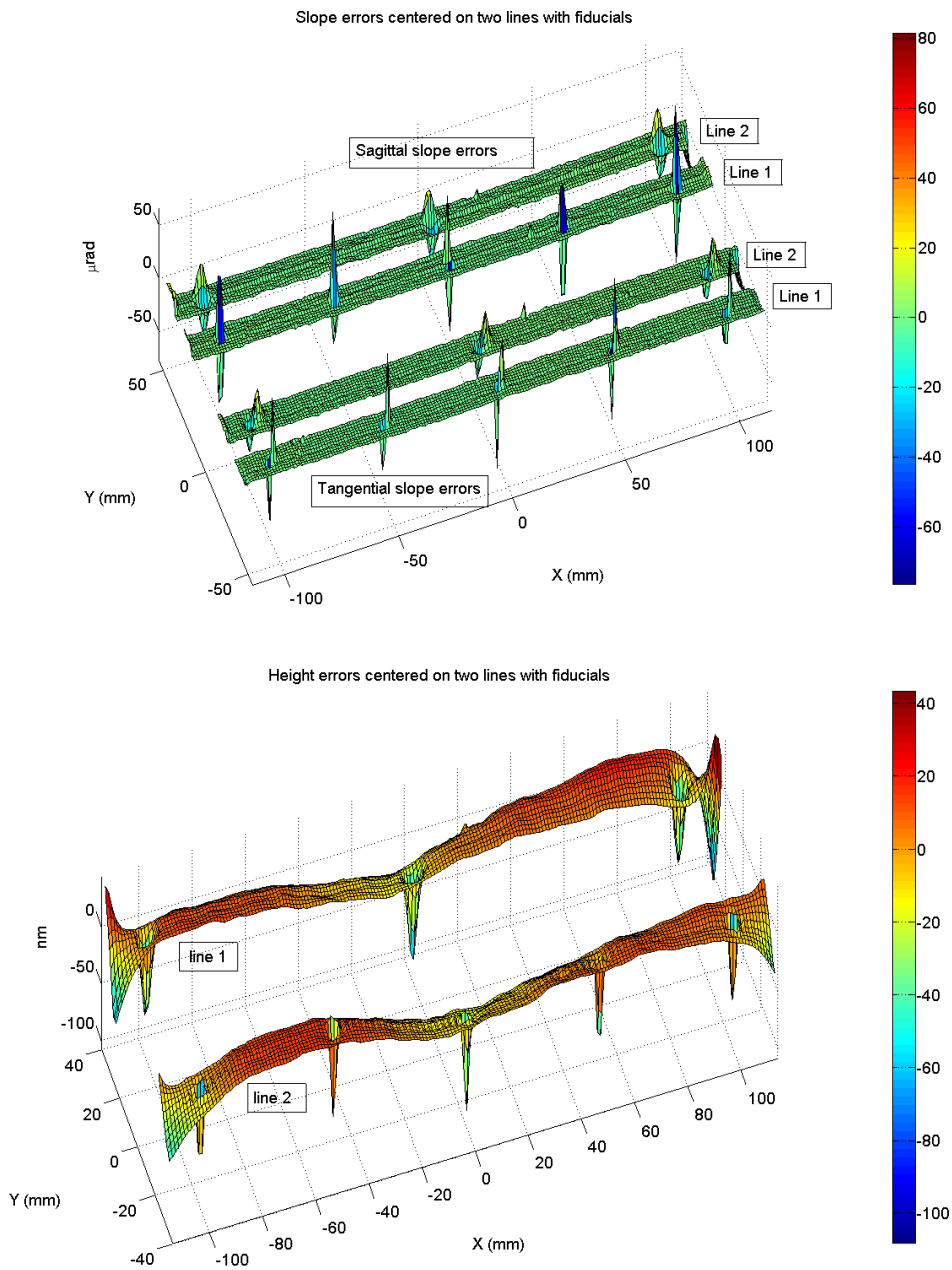 Slope errors centered on two lines with fiducials
Sagittal slope errors
Line 2
Line 1
Line 2
Line 1
Tangential slope errors
50
0
-50
μrad
50
0
-50
Y (mm)
-100
-50
0
50
100
X (mm)
80
60
40
20
0
-20
-40
-60
Height errors centered on two lines with fiducials
line 1
line 2
0
-50
-100
nm
40
20
0
-20
-40
Y (mm)
-100
-80
-60
-40
-20
0
20
40
60
80
100
X (mm)
40
20
0
-20
-40
-60
-80
-100